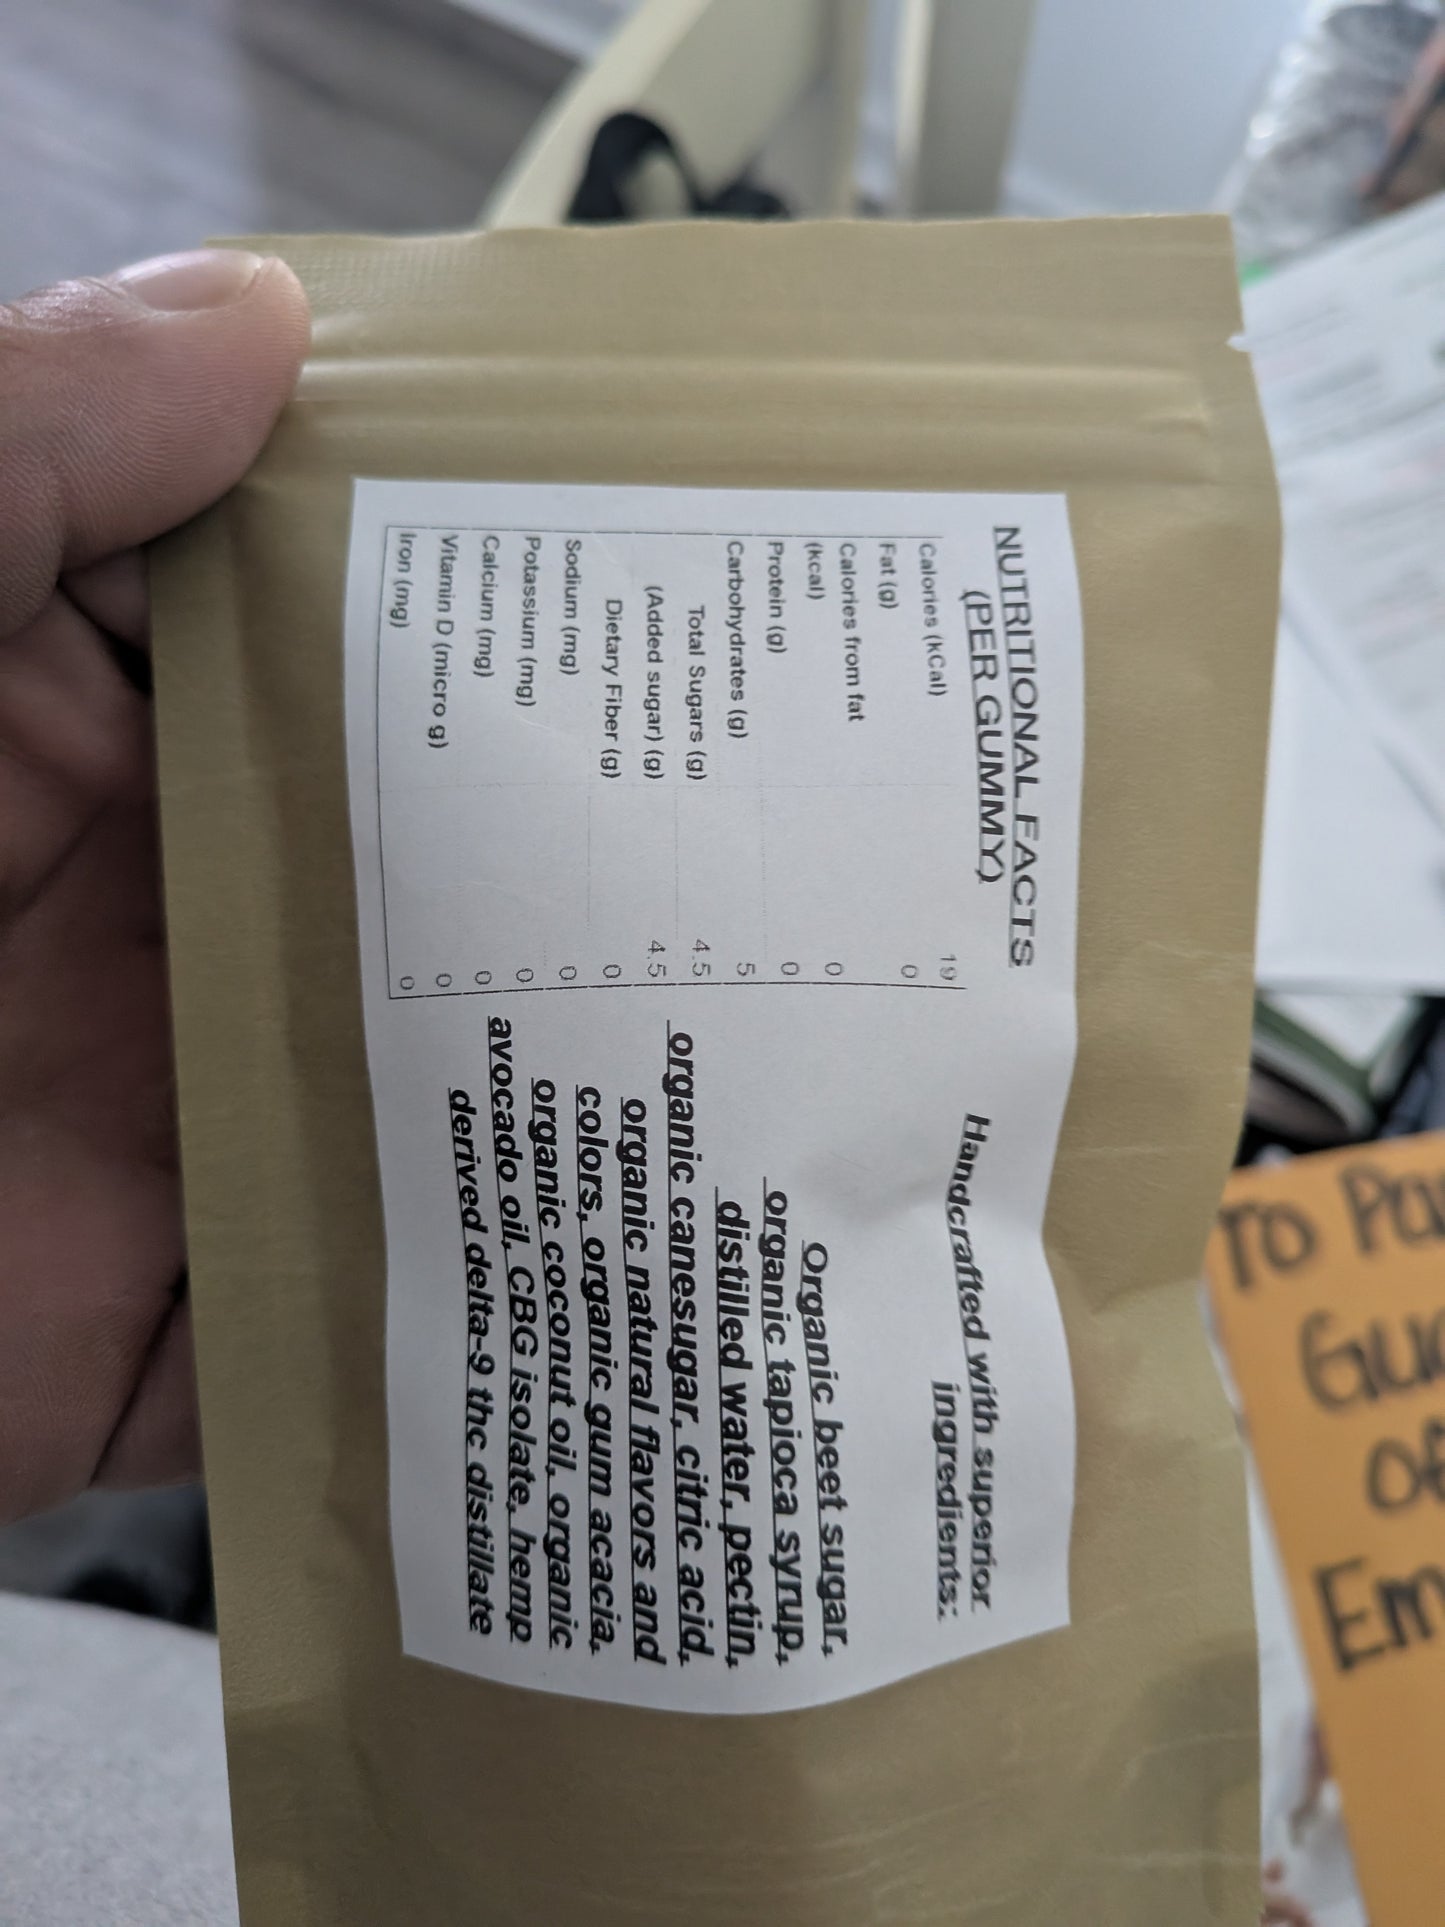 NUTRITIONAL FACTS
(PER GUMMY)
Calories (kCal) 19
Fat (g) 0
Calories from fat
(kcal) 0
Protein (g) 0
Carbohydrates (g) 5
Total Sugars (g) 4.5
(Added sugar) (g) 4.5
Dietary Fiber (g) 0
Sodium (mg) 0
Potassium (mg) 0
Calcium (mg) 0
Vitamin D (micro g) 0
Iron (mg) 0
Handcrafted with superior
ingredients:
Organic beet sugar,
organic tapioca syrup,
distilled water, pectin,
organic canesugar, citric acid,
organic natural flavors and
colors, organic gum acacia,
organic coconut oil, organic
avocado oil, CBG isolate, hemp
derived delta-9 thc distillate
To